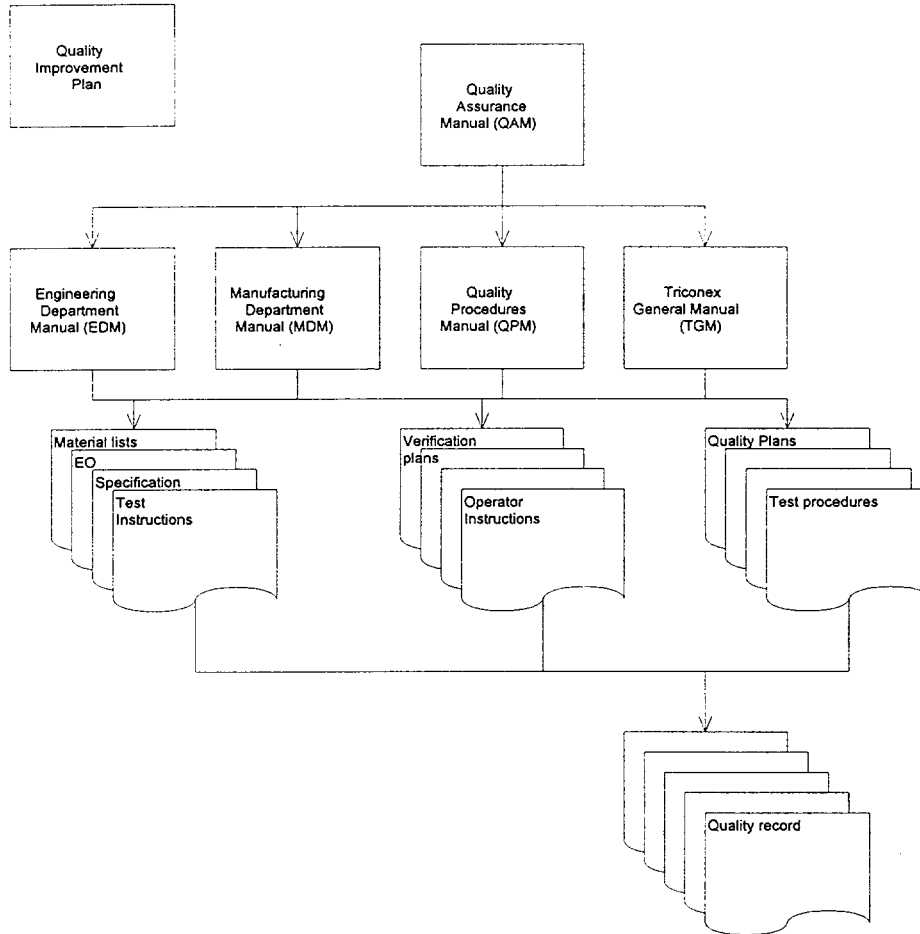 Quality
Improvement
Plan
Quality
Assurance
Manual (QAM)
Engineering
Department
Manual (EDM)
Manufacturing
Department
Manual (MDM)
Quality
Procedures
Manual (QPM)
Triconex
General Manual
(TGM)
Material lists
EO
Specification
Test
Instructions
Verification
plans
Operator
Instructions
Quality Plans
Test procedures
Quality record